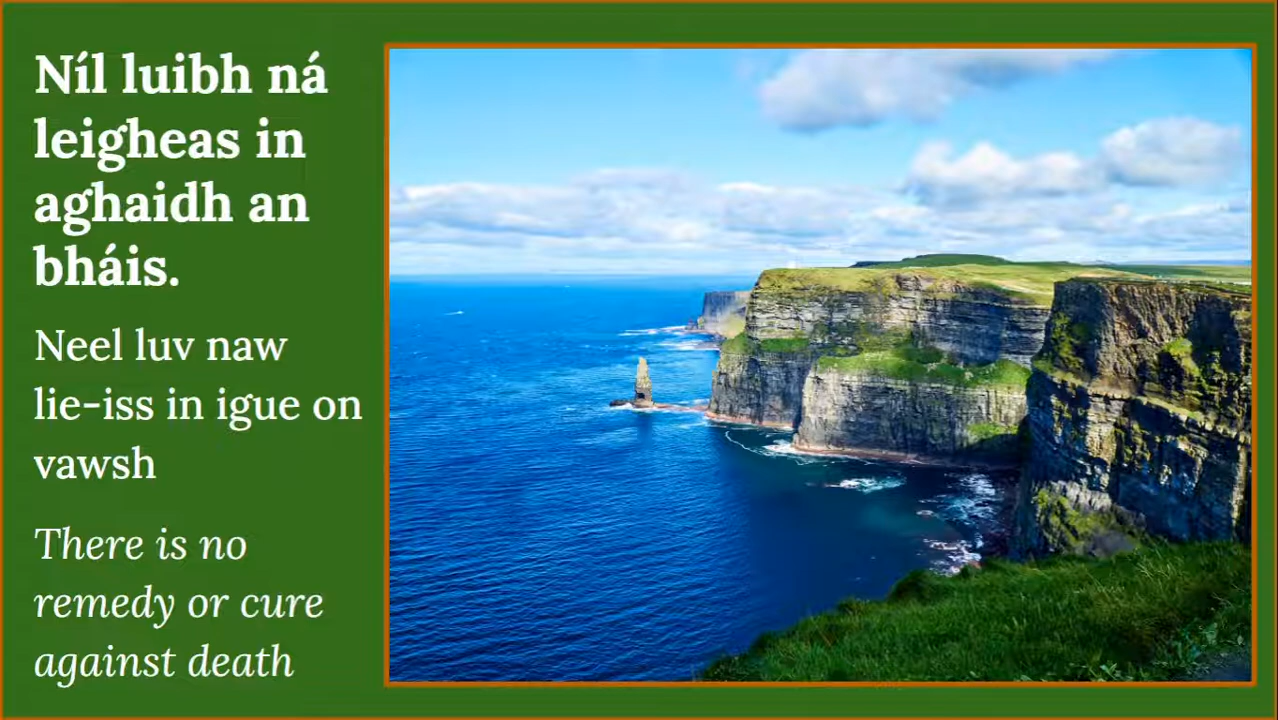 Níl luibh ná
leigheas in
aghaidh an
bháis.
Neel luv naw
lie-iss in igue on
vawsh
There is no
remedy or cure
against death